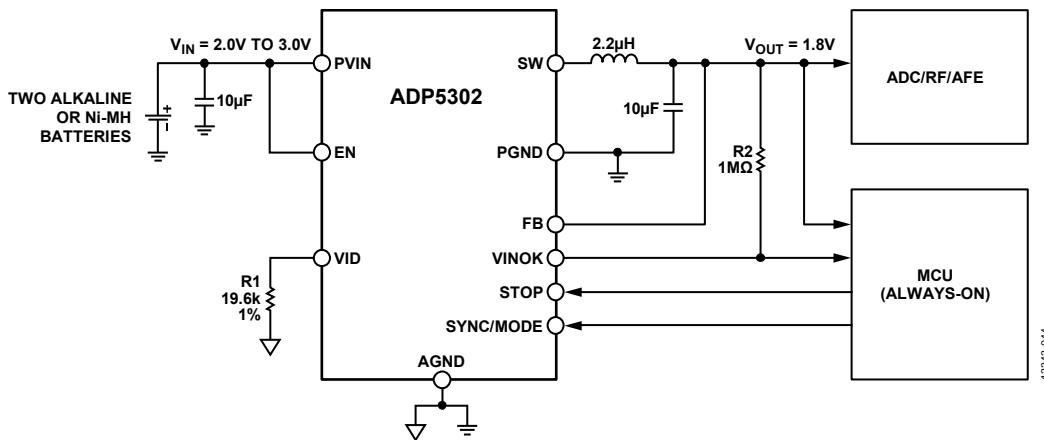 V_IN = 2.0V TO 3.0V
PVIN
TWO ALKALINE
OR Ni-MH
BATTERIES
+
–
10µF
EN
ADP5302
SW
2.2µH
V_OUT = 1.8V
10µF
PGND
R2
1MΩ
FB
VINOK
STOP
SYNC/MODE
VID
R1
19.6k
1%
AGND
ADC/RF/AFE
MCU
(ALWAYS-ON)